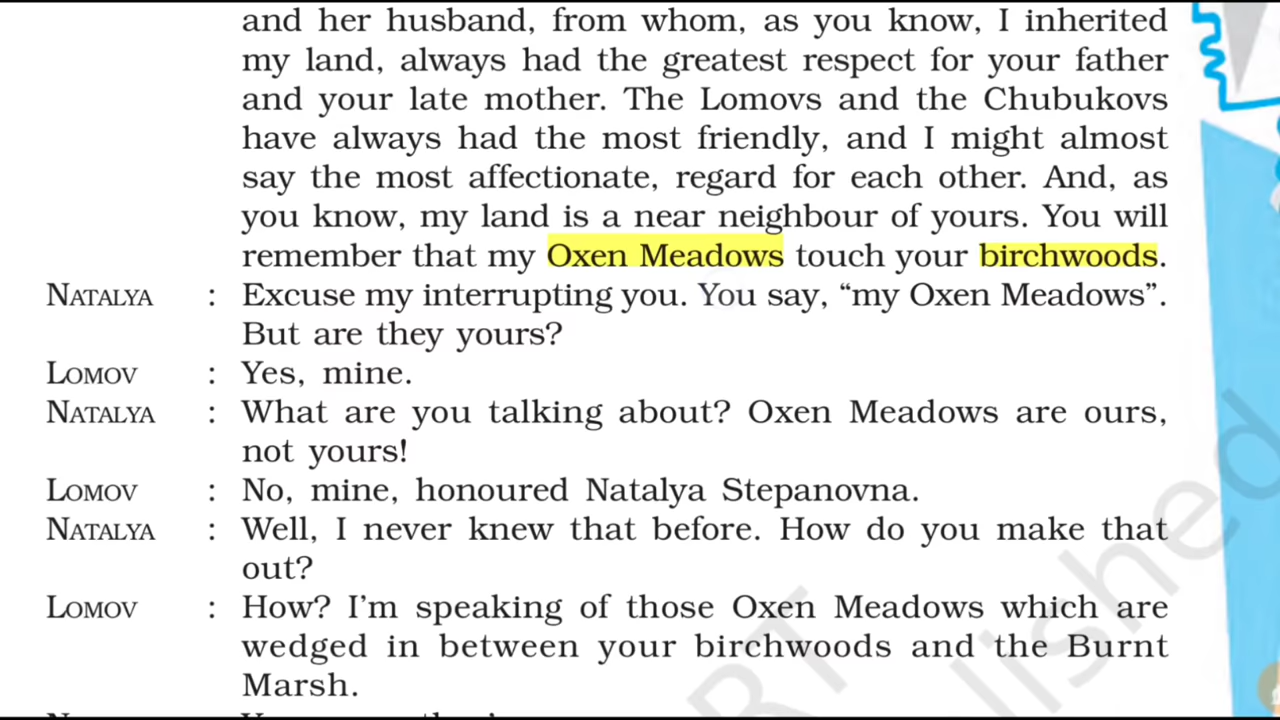 and her husband, from whom, as you know, I inherited
my land, always had the greatest respect for your father
and your late mother. The Lomovs and the Chubukovs
have always had the most friendly, and I might almost
say the most affectionate, regard for each other. And, as
you know, my land is a near neighbour of yours. You will
remember that my Oxen Meadows touch your birchwoods.
NATALYA : Excuse my interrupting you. You say, “my Oxen Meadows”.
But are they yours?
LOMOV : Yes, mine.
NATALYA : What are you talking about? Oxen Meadows are ours,
not yours!
LOMOV : No, mine, honoured Natalya Stepanovna.
NATALYA : Well, I never knew that before. How do you make that
out?
LOMOV : How? I’m speaking of those Oxen Meadows which are
wedged in between your birchwoods and the Burnt
Marsh.